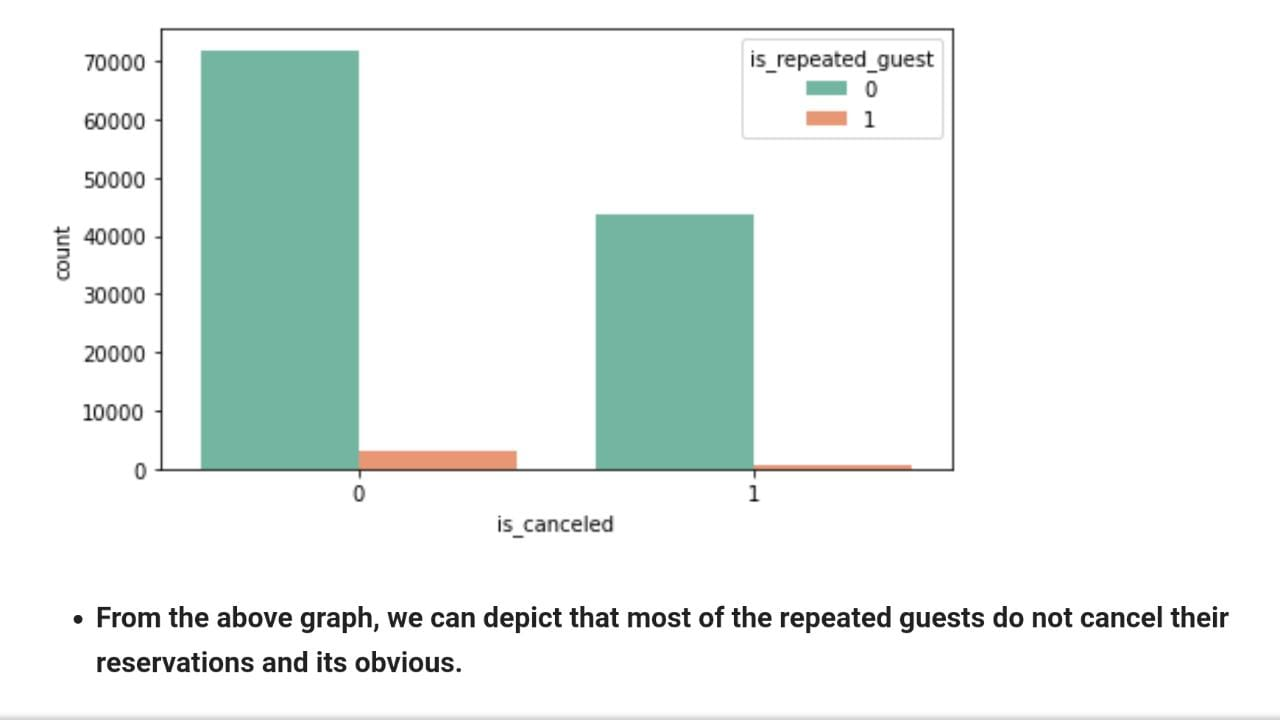 70000
60000
50000
40000
30000
20000
10000
0
count
is_repeated_guest
0
1
0
1
is_canceled
• From the above graph, we can depict that most of the repeated guests do not cancel their
reservations and its obvious.